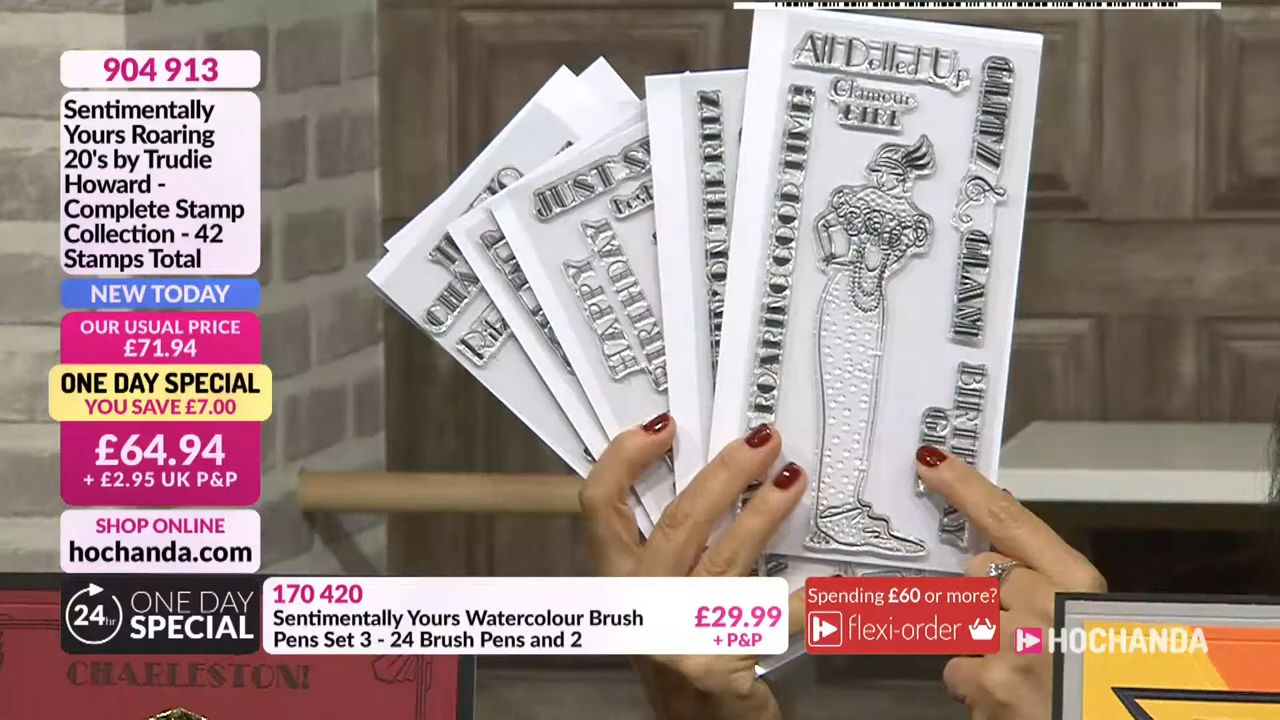 904 913
Sentimentally
Yours Roaring
20's by Trudie
Howard -
Complete Stamp
Collection - 42
Stamps Total
NEW TODAY
OUR USUAL PRICE
£71.94
ONE DAY SPECIAL
YOU SAVE £7.00
£64.94
+ £2.95 UK P&P
SHOP ONLINE
hochanda.com
24hr
ONE DAY
SPECIAL
170 420
Sentimentally Yours Watercolour Brush
Pens Set 3 - 24 Brush Pens and 2
£29.99
+ P&P
Spending £60 or more?
flexi-order
HOCHANDA
All Dolled Up
Glamour
GIRL
GLITZ & GLAM
ROARING GOOD TIME!
ON THE RITZ
JUST
HAPPY
BIRTHDAY
CHARLESTON!